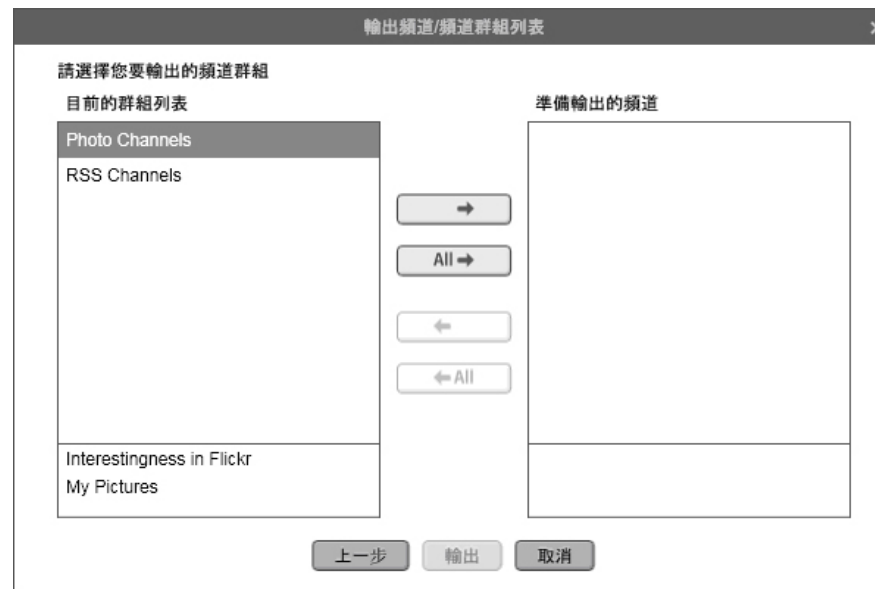 輸出頻道/頻道群組列表
請選擇您要輸出的頻道群組
目前的群組列表
準備輸出的頻道
Photo Channels
RSS Channels
All
All
Interestingness in Flickr
My Pictures
上一步
輸出
取消